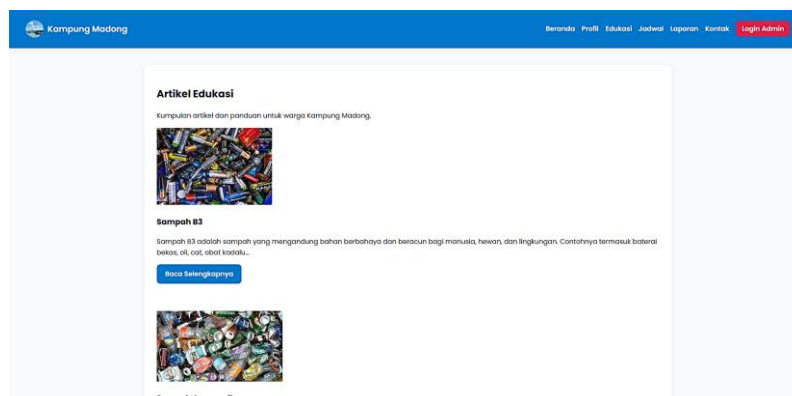 Kampung Madong
Beranda Profil Edukasi Jadwal Laporan Kontak Login Admin
Artikel Edukasi
Kumpulan artikel dan panduan untuk warga Kampung Madong.
Sampah B3
Sampah B3 adalah sampah yang mengandung bahan berbahaya dan beracun bagi manusia, hewan, dan lingkungan. Contohnya termasuk baterai
bekas, oli, cat, obat kadalu...
Baca Selengkapnya